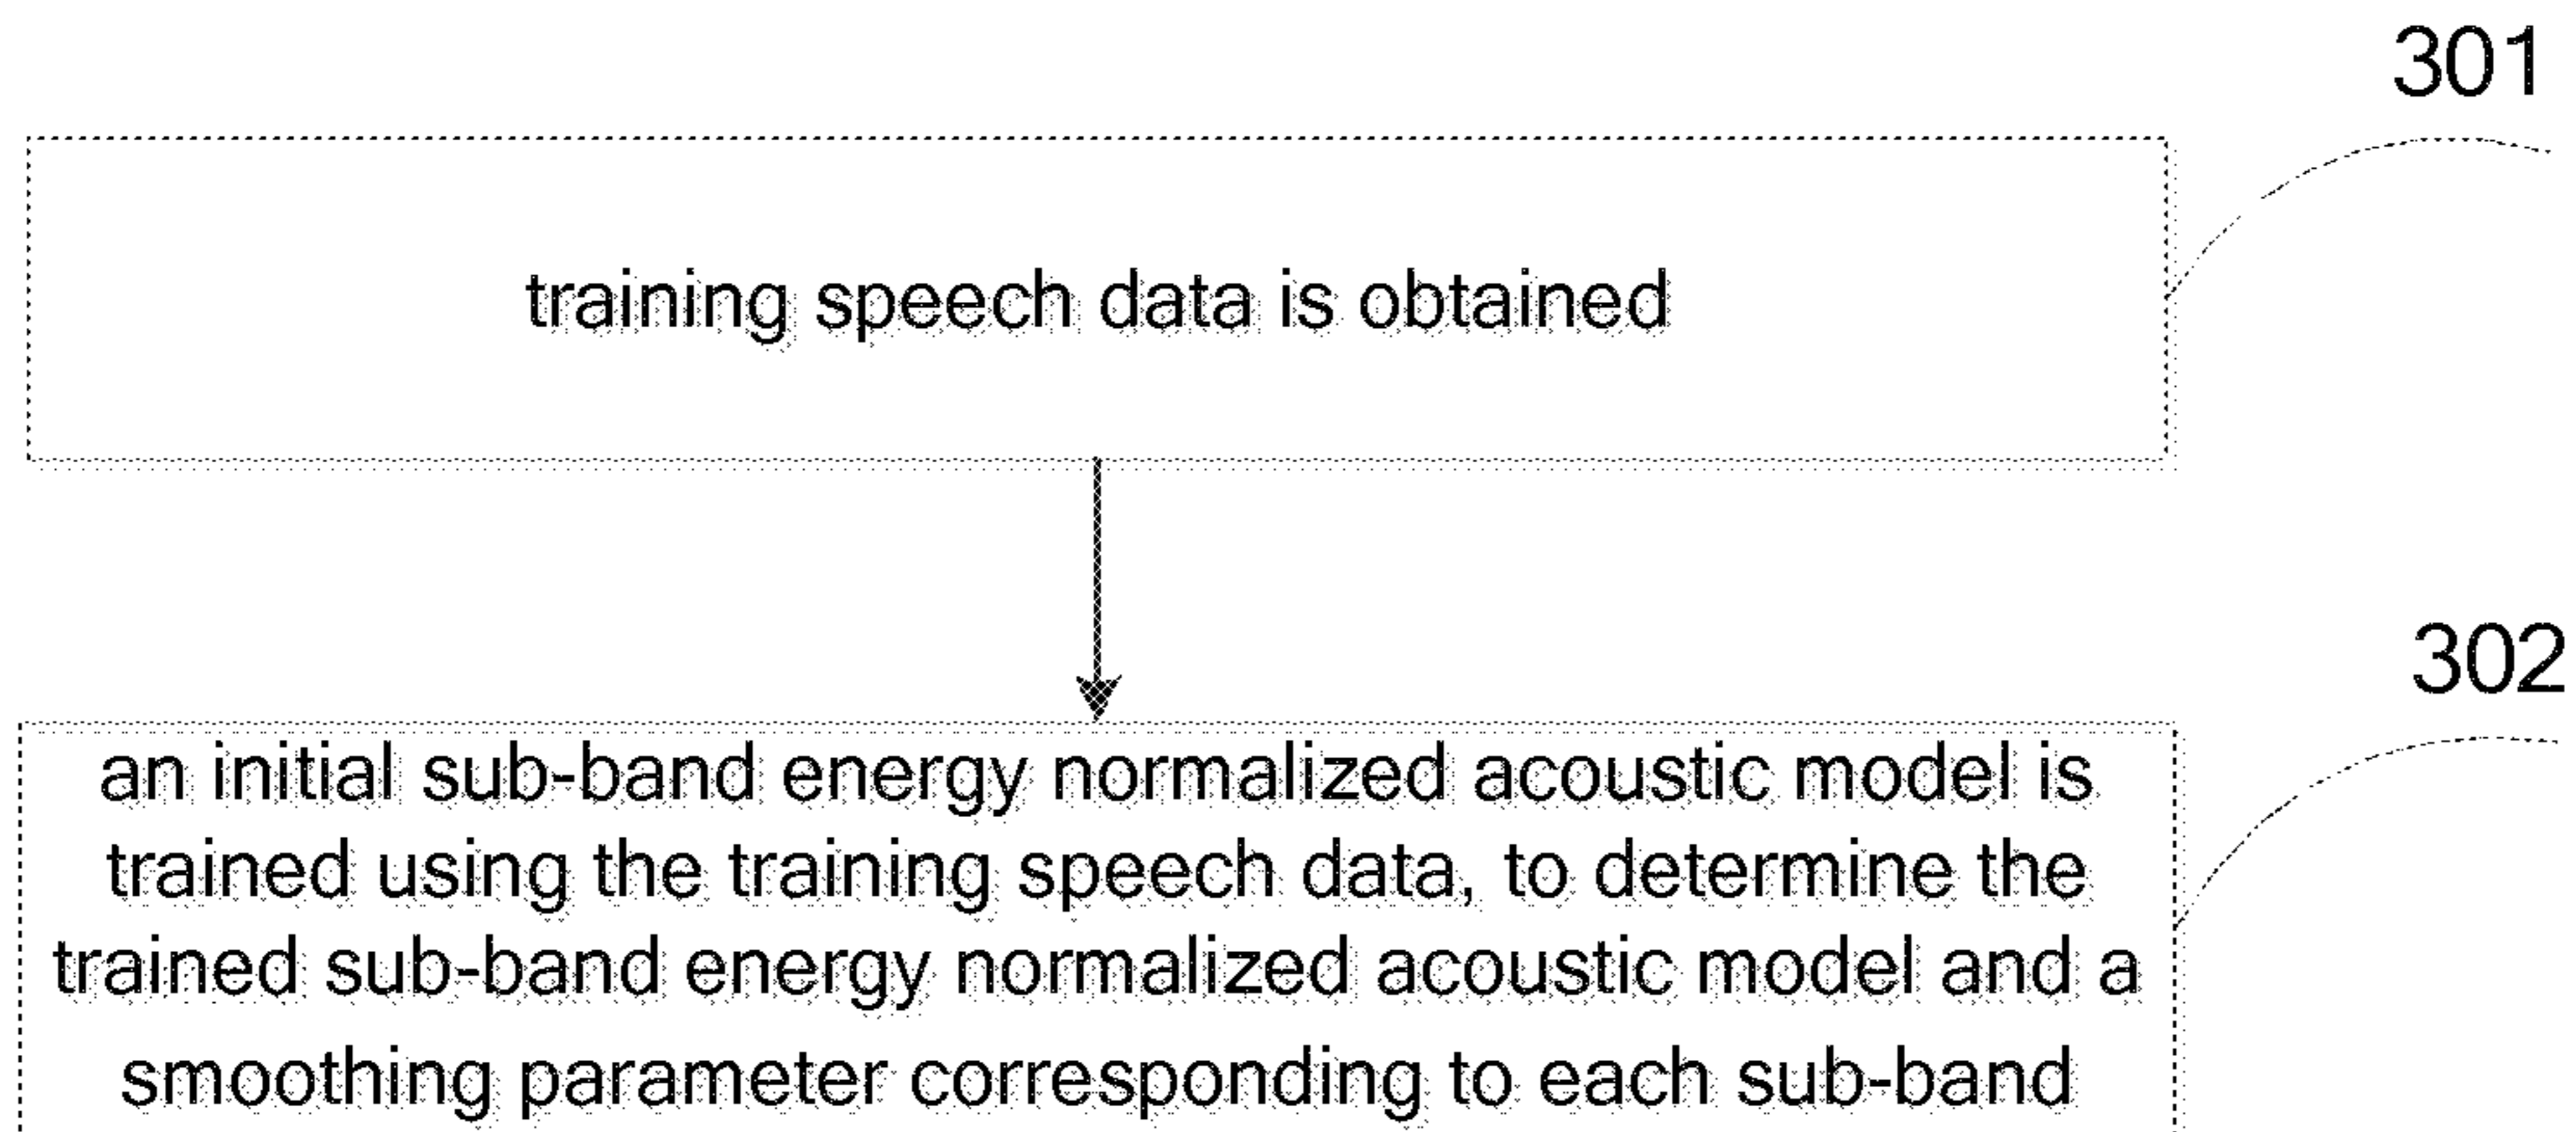 301
training speech data is obtained
302
an initial sub-band energy normalized acoustic model is
trained using the training speech data, to determine the
trained sub-band energy normalized acoustic model and a
smoothing parameter corresponding to each sub-band